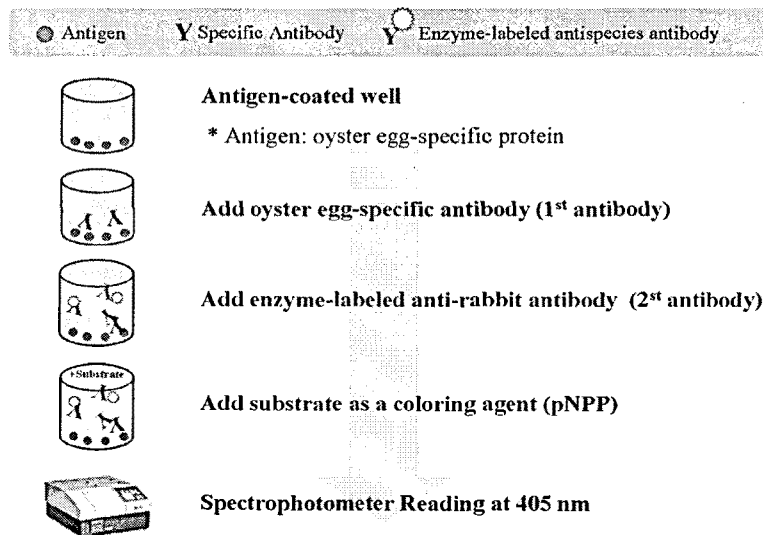 Antigen Specific Antibody Enzyme-labeled antispecies antibody
Antigen-coated well
* Antigen: oyster egg-specific protein
Add oyster egg-specific antibody (1st antibody)
Add enzyme-labeled anti-rabbit antibody (2st antibody)
+Substrate
Add substrate as a coloring agent (pNPP)
Spectrophotometer Reading at 405 nm